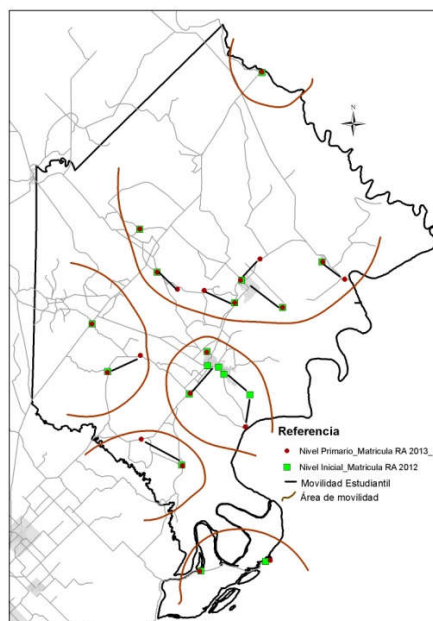 N
Referencia
Nivel Primario_Matricula RA 2013_
Nivel Inicial_Matricula RA 2012
Movilidad Estudiantil
Área de movilidad